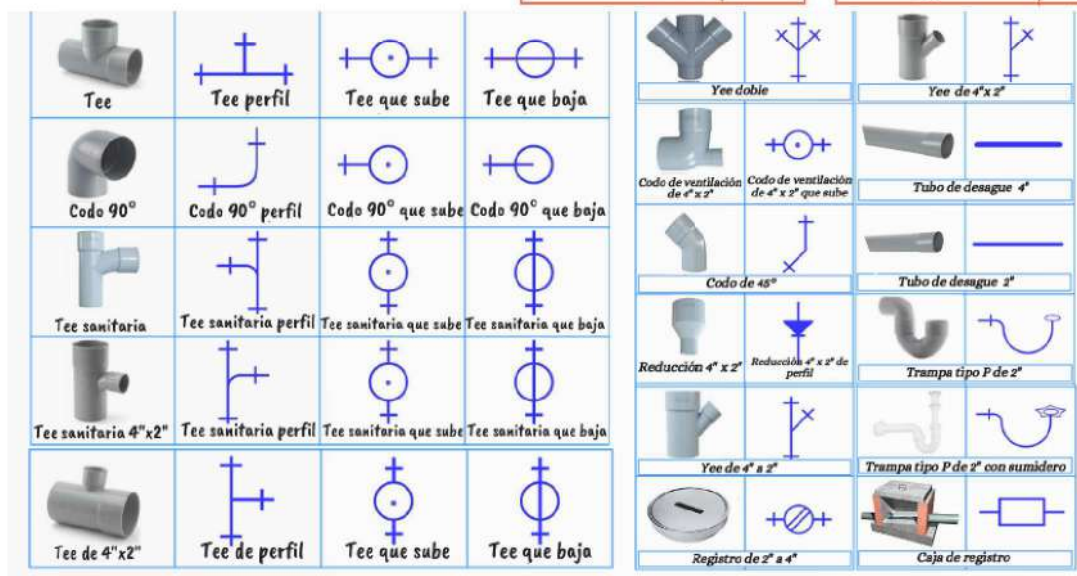 Tee
Tee perfil
Tee que sube
Tee que baja
Codo 90°
Codo 90° perfil
Codo 90° que sube
Codo 90° que baja
Tee sanitaria
Tee sanitaria perfil
Tee sanitaria que sube
Tee sanitaria que baja
Tee sanitaria 4"x2"
Tee sanitaria perfil
Tee sanitaria que sube
Tee sanitaria que baja
Tee de 4"x2"
Tee de perfil
Tee que sube
Tee que baja
Yee doble
Yee de 4"x 2"
Codo de ventilación
de 4" x 2"
Codo de ventilación
de 4" x 2" que sube
Tubo de desague 4"
Codo de 45°
Tubo de desague 2"
Reducción 4" x 2"
Reducción 4" x 2" de
perfil
Trampa tipo P de 2"
Yee de 4" a 2"
Trampa tipo P de 2" con sumidero
Registro de 2" a 4"
Caja de registro